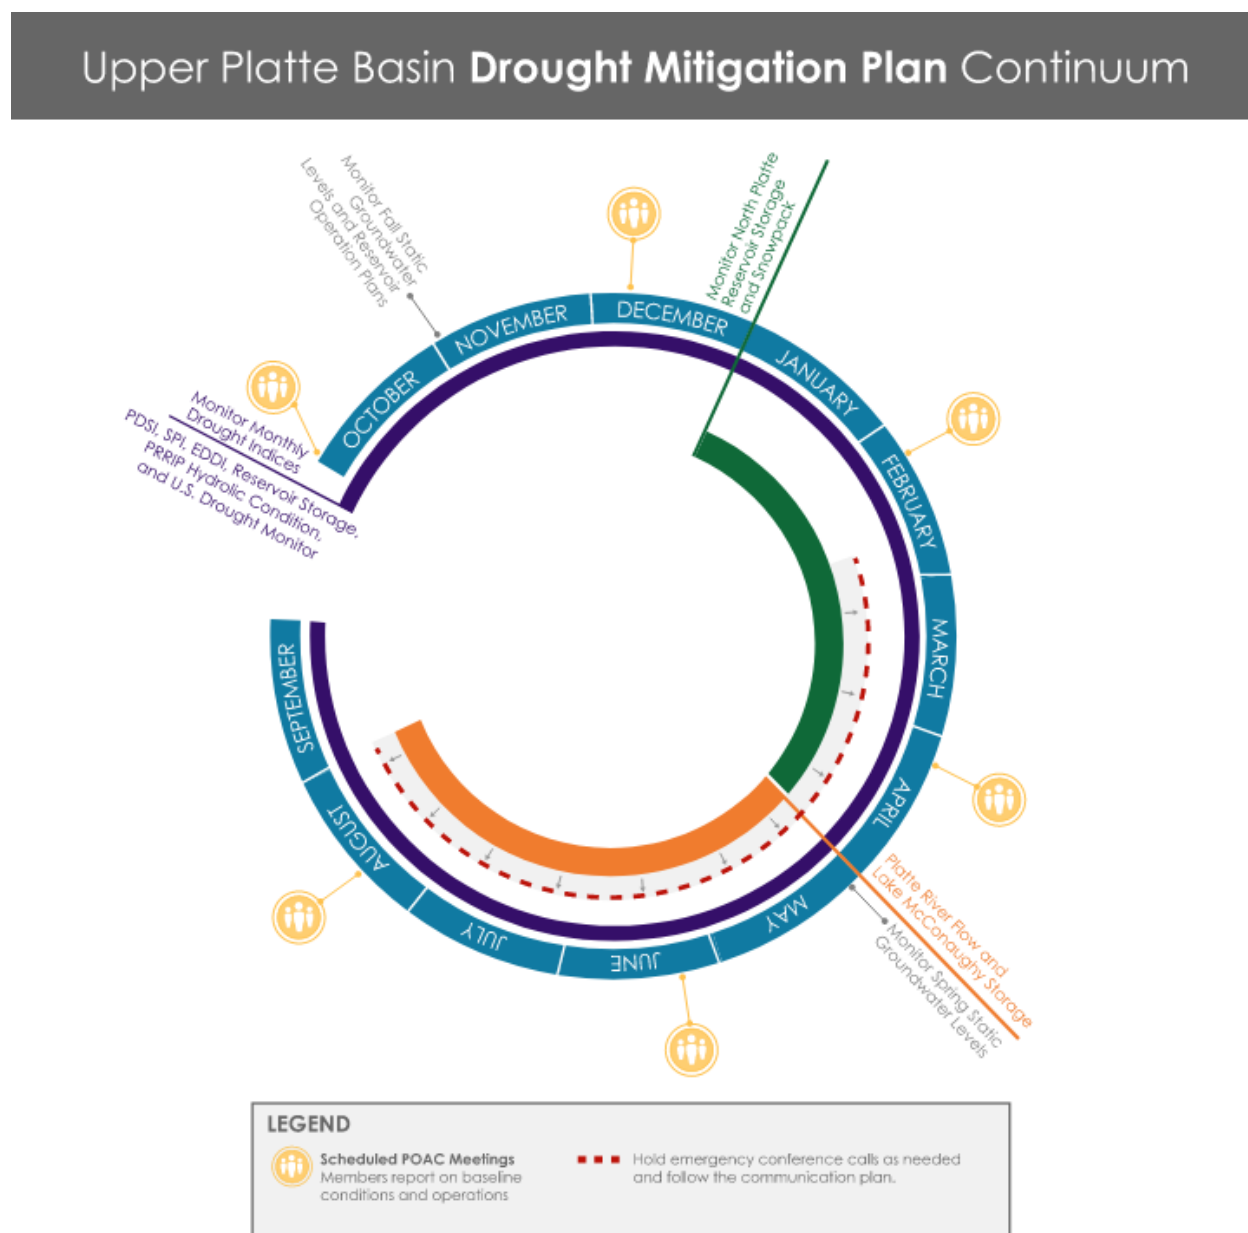 Upper Platte Basin Drought Mitigation Plan Continuum
Monitor Fall Static
Groundwater
Levels and Reservoir
Operation Plans
Monitor North Platte
Reservoir Storage
and Snowpack
Monitor Monthly
Drought Indices
PDSI, SPI, EDDI, Reservoir Storage,
PRRIP Hydrolic Condition,
and U.S. Drought Monitor
OCTOBER
NOVEMBER
DECEMBER
JANUARY
FEBRUARY
MARCH
APRIL
MAY
JUNE
JULY
AUGUST
SEPTEMBER
Platte River Flow and
Lake McConaughy Storage
Monitor Spring Static
Groundwater Levels
LEGEND
Scheduled POAC Meetings
Members report on baseline
conditions and operations
Hold emergency conference calls as needed
and follow the communication plan.